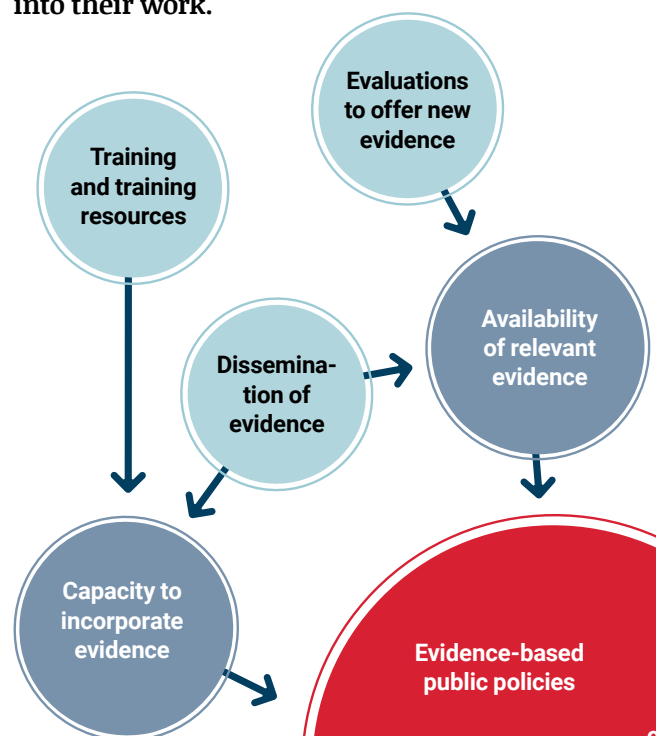 into their work.
Evaluations
to offer new
evidence
Training
and training
resources
Availability
of relevant
evidence
Dissemina-
tion of
evidence
Capacity to
incorporate
evidence
Evidence-based
public policies